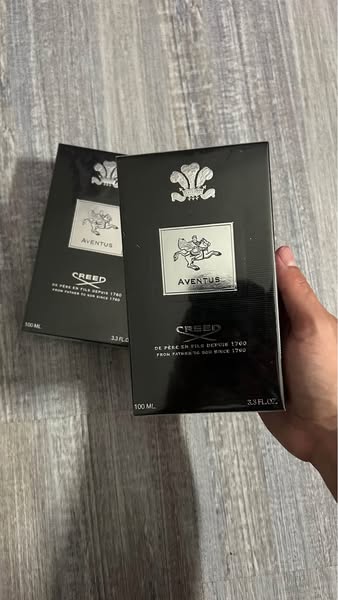 AVENTUS
CREED
DE PÈRE EN FILS DEPUIS 1760
FROM FATHER TO SON SINCE 1760
100 ML
3.3 FL.O
AVENTUS
CREED
DE PÈRE EN FILS DEPUIS 1760
FROM FATHER TO SON SINCE 1760
100 ML.
3.3 FL.OZ.